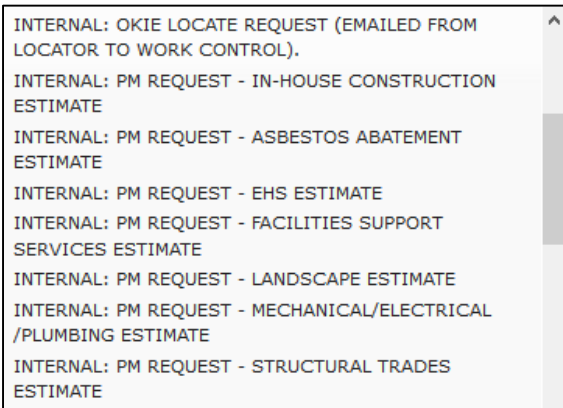 INTERNAL: OKIE LOCATE REQUEST (EMAILED FROM
LOCATOR TO WORK CONTROL).
INTERNAL: PM REQUEST - IN-HOUSE CONSTRUCTION
ESTIMATE
INTERNAL: PM REQUEST - ASBESTOS ABATEMENT
ESTIMATE
INTERNAL: PM REQUEST - EHS ESTIMATE
INTERNAL: PM REQUEST - FACILITIES SUPPORT
SERVICES ESTIMATE
INTERNAL: PM REQUEST - LANDSCAPE ESTIMATE
INTERNAL: PM REQUEST - MECHANICAL/ELECTRICAL
/PLUMBING ESTIMATE
INTERNAL: PM REQUEST - STRUCTURAL TRADES
ESTIMATE